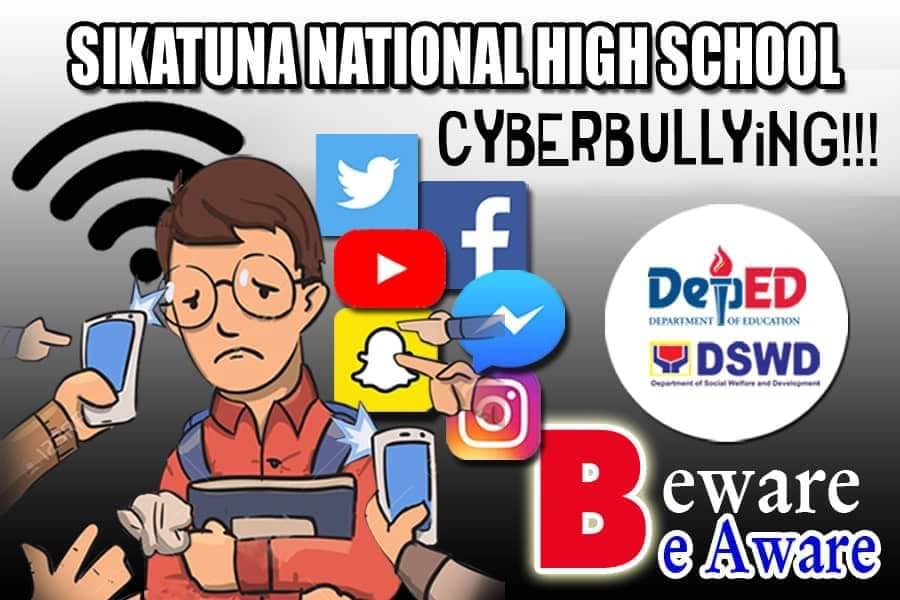 SIKATUNA NATIONAL HIGH SCHOOL
CYBERBULLYiNG!!!
DepED
DEPARTMENT OF EDUCATION
DSWD
Department of Social Welfare and Development
Beware
Be Aware